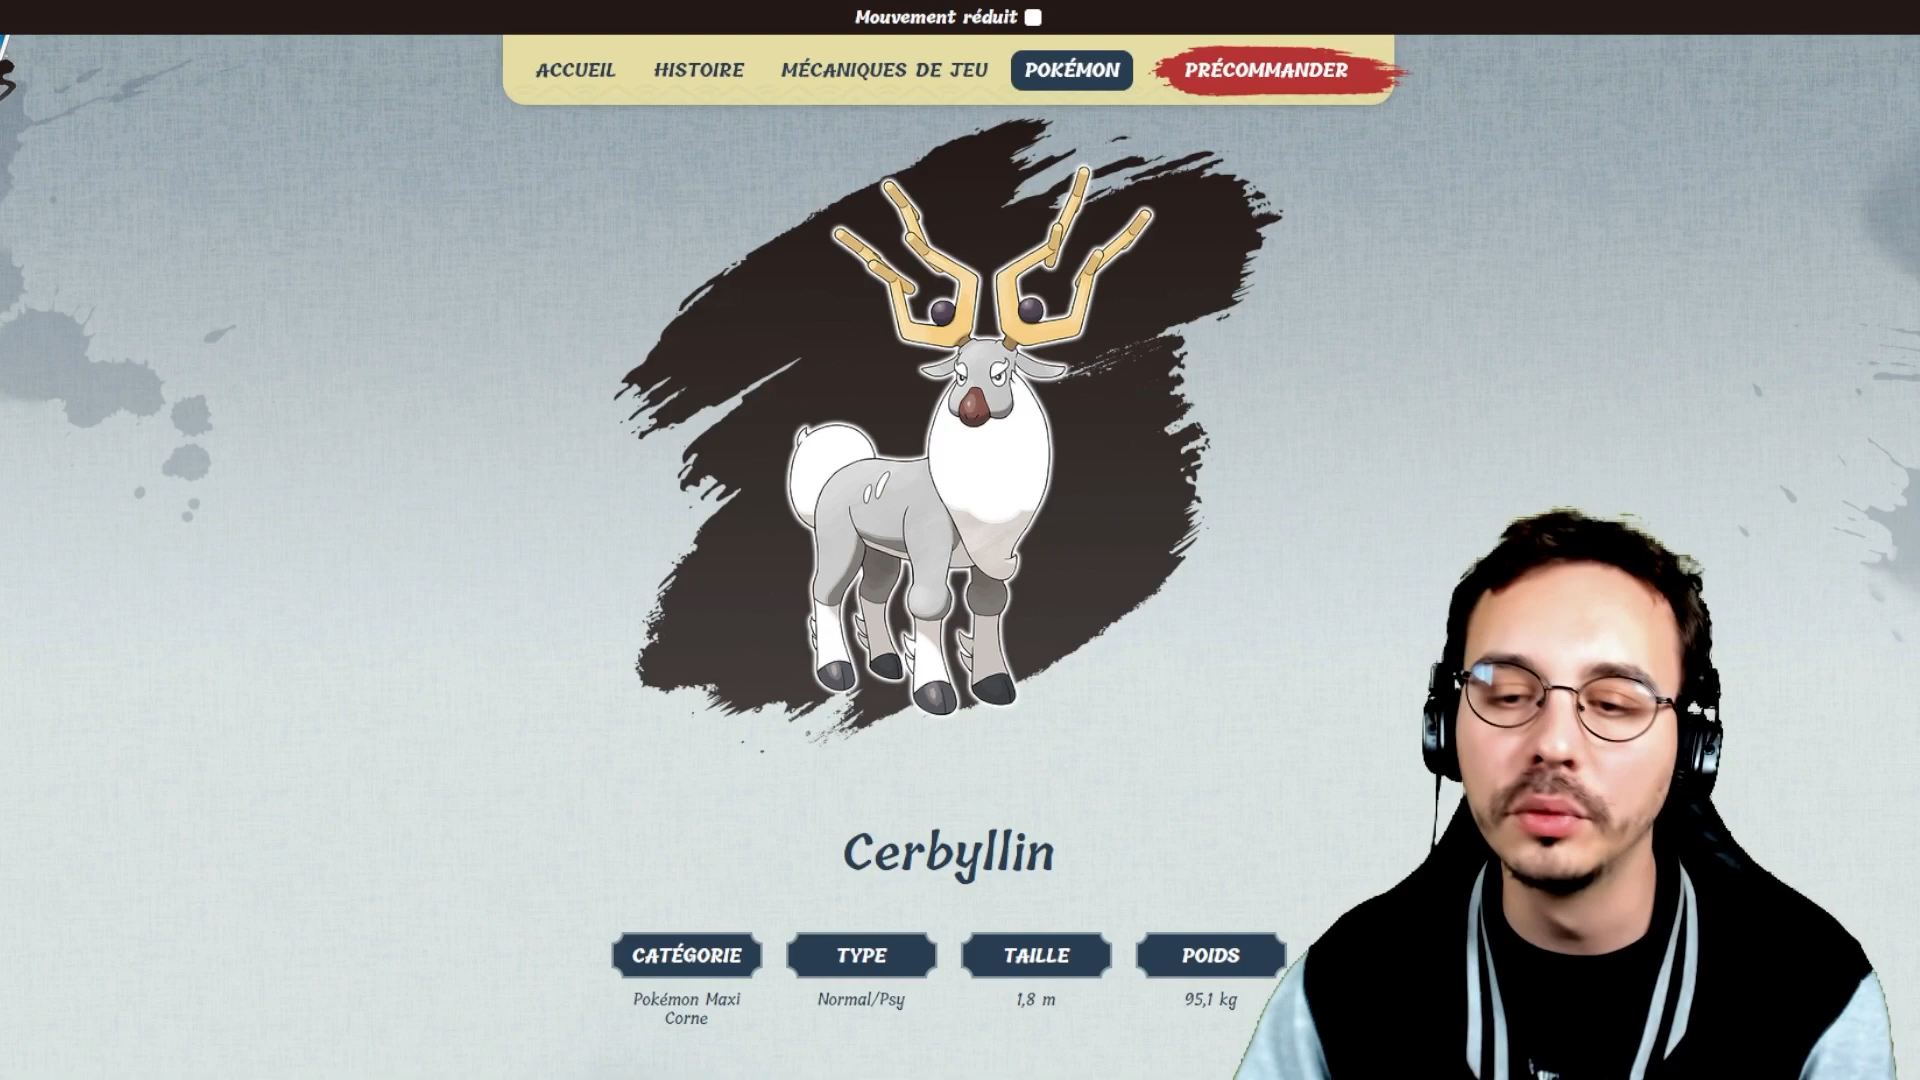 Mouvement réduit
ACCUEIL HISTOIRE MÉCANIQUES DE JEU POKÉMON PRÉCOMMANDER
Cerbyllin
CATÉGORIE TYPE TAILLE POIDS
Pokémon Maxi Corne Normal/Psy 1,8 m 95,1 kg